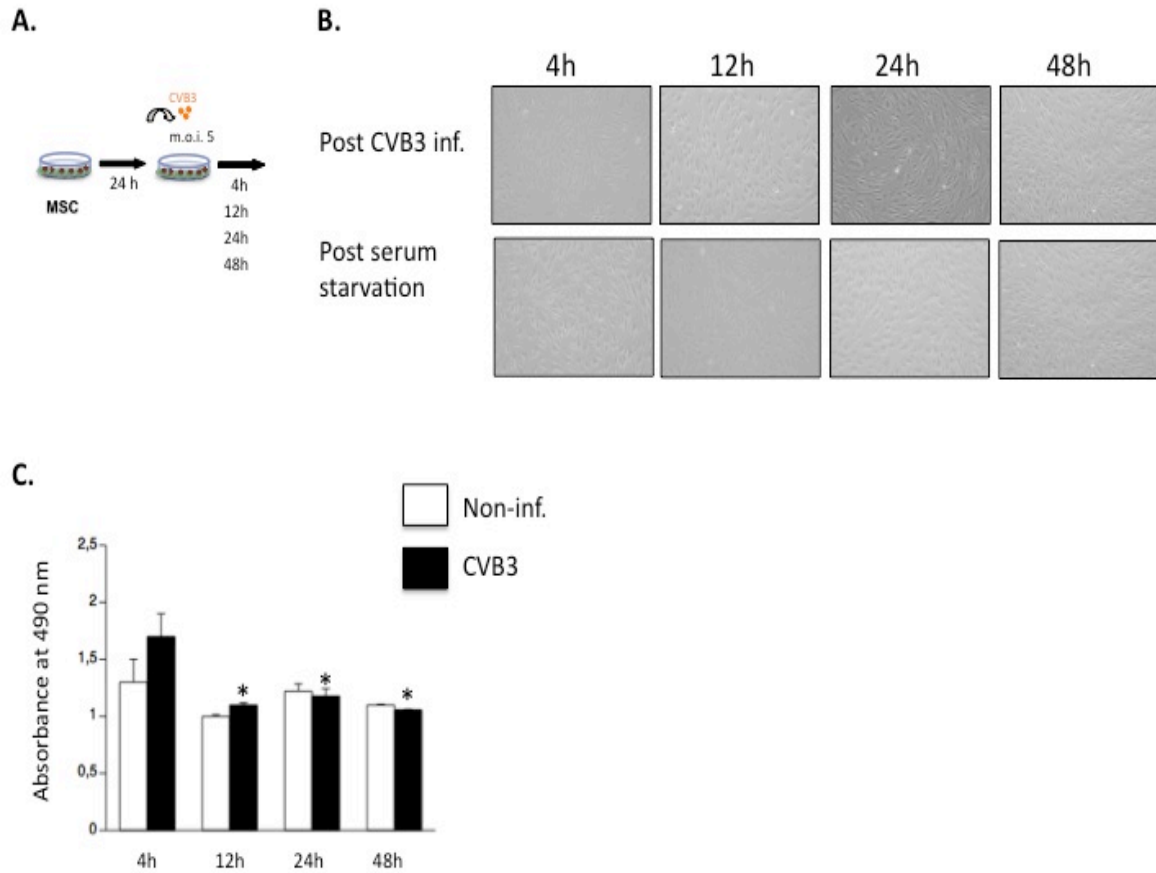 A.
CVB3
m.o.i. 5
24 h
MSC
4h
12h
24h
48h
B.
4h 12h 24h 48h
Post CVB3 inf.
Post serum
starvation
C.
Non-inf.
CVB3
Absorbance at 490 nm
2,5
2
1,5
1
0,5
0
* * *
4h 12h 24h 48h